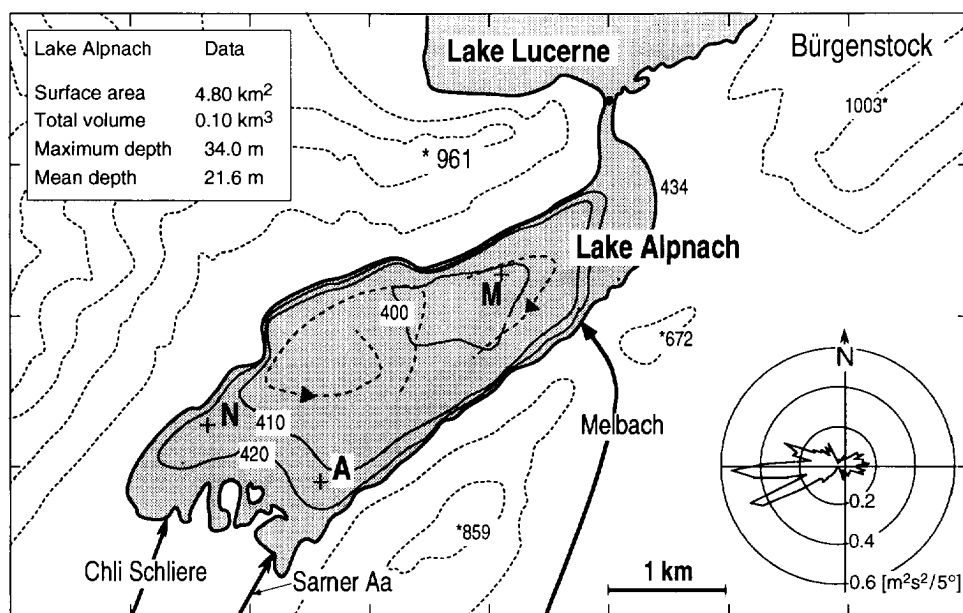 Lake Alpnach Data
Surface area 4.80 km²
Total volume 0.10 km³
Maximum depth 34.0 m
Mean depth 21.6 m
Lake Lucerne
Bürgenstock
1003*
* 961
434
Lake Alpnach
M
400
*672
N
N
410
Melbach
420
A
0.2
*859
0.4
Chli Schliere
Sarner Aa
1 km
0.6 [m²s²/5°]